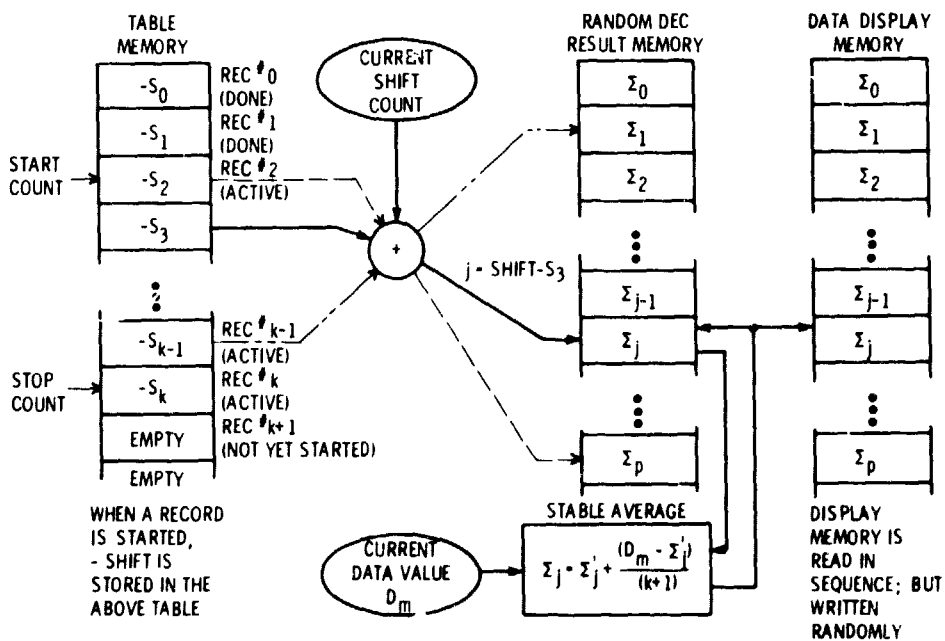 TABLE
MEMORY
-S0
-S1
-S2
-S3
-Sk-1
-Sk
EMPTY
EMPTY
REC #0
(DONE)
REC #1
(DONE)
REC #2
(ACTIVE)
REC #k-1
(ACTIVE)
REC #k
(ACTIVE)
REC #k+1
(NOT YET STARTED)
START
COUNT
STOP
COUNT
WHEN A RECORD
IS STARTED,
- SHIFT IS
STORED IN THE
ABOVE TABLE
CURRENT
SHIFT
COUNT
+
j = SHIFT-S3
RANDOM DEC
RESULT MEMORY
Σ0
Σ1
Σ2
Σj-1
Σj
Σp
DATA DISPLAY
MEMORY
Σ0
Σ1
Σ2
Σj-1
Σj
Σp
STABLE AVERAGE
Σj = Σ'j + (Dm - Σ'j) / (k+1)
CURRENT
DATA VALUE
Dm
DISPLAY
MEMORY IS
READ IN
SEQUENCE; BUT
WRITTEN
RANDOMLY